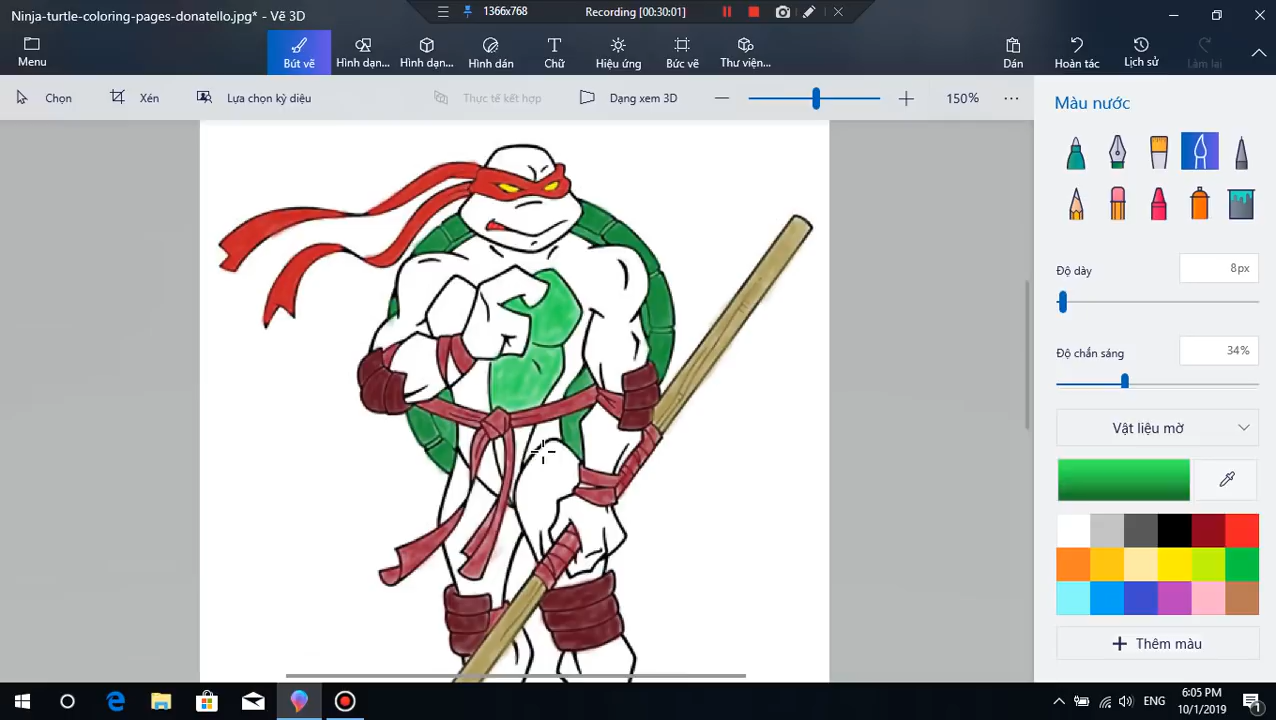 Ninja-turtle-coloring-pages-donatello.jpg* - Vẽ 3D
1366x768
Recording [00:30:01]
Menu
Bút vẽ
Hình dạn...
Hình dạn...
Hình dán
Chữ
Hiệu ứng
Bức vẽ
Thư viện...
Dán
Hoàn tác
Lịch sử
Làm lại
Chọn
Xén
Lựa chọn kỳ diệu
Thực tế kết hợp
Dạng xem 3D
150%
Màu nước
Độ dày
8px
Độ chắn sáng
34%
Vật liệu mờ
Thêm màu
ENG
6:05 PM
10/1/2019
1